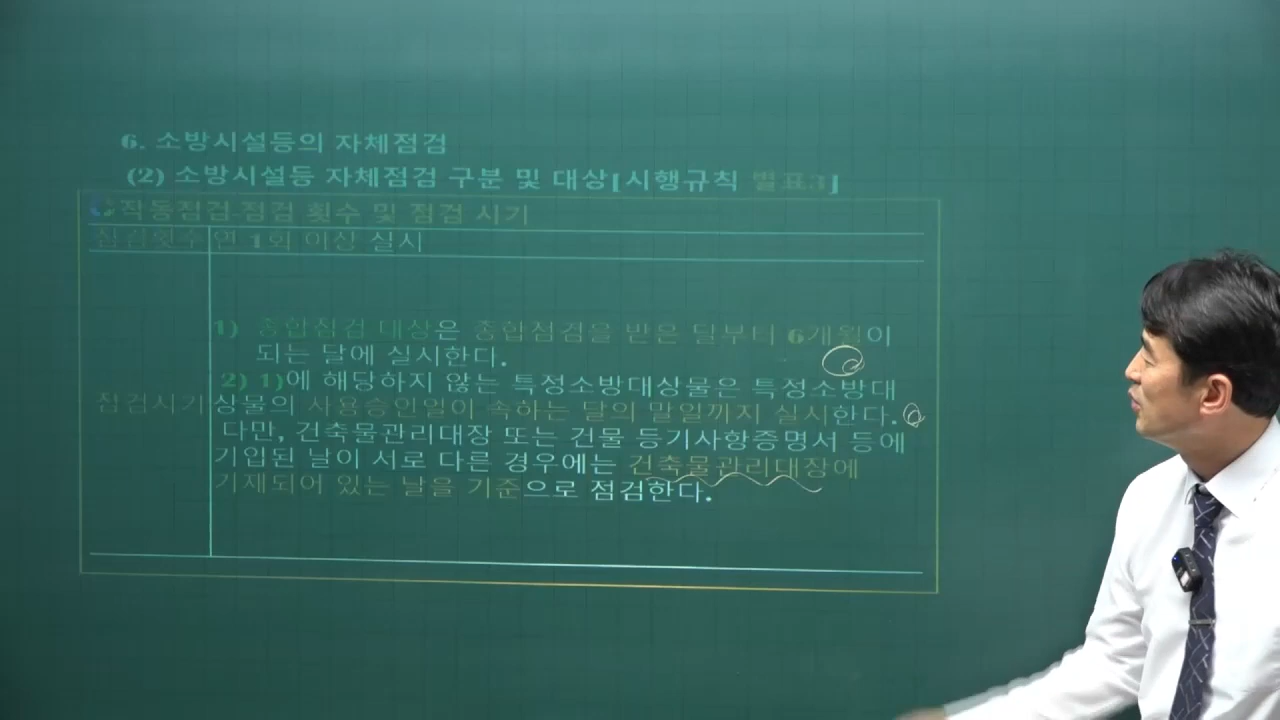 6. 소방시설등의 자체점검
(2) 소방시설등 자체점검 구분 및 대상[시행규칙 별표3]
작동점검-점검 횟수 및 점검 시기
점검횟수 연 1회 이상 실시
1) 종합점검 대상은 종합점검을 받은 달부터 6개월이
되는 달에 실시한다.
2) 1)에 해당하지 않는 특정소방대상물은 특정소방대
점검시기 상물의 사용승인일이 속하는 달의 말일까지 실시한다.
다만, 건축물관리대장 또는 건물 등기사항증명서 등에
기입된 날이 서로 다른 경우에는 건축물관리대장에
기재되어 있는 날을 기준으로 점검한다.